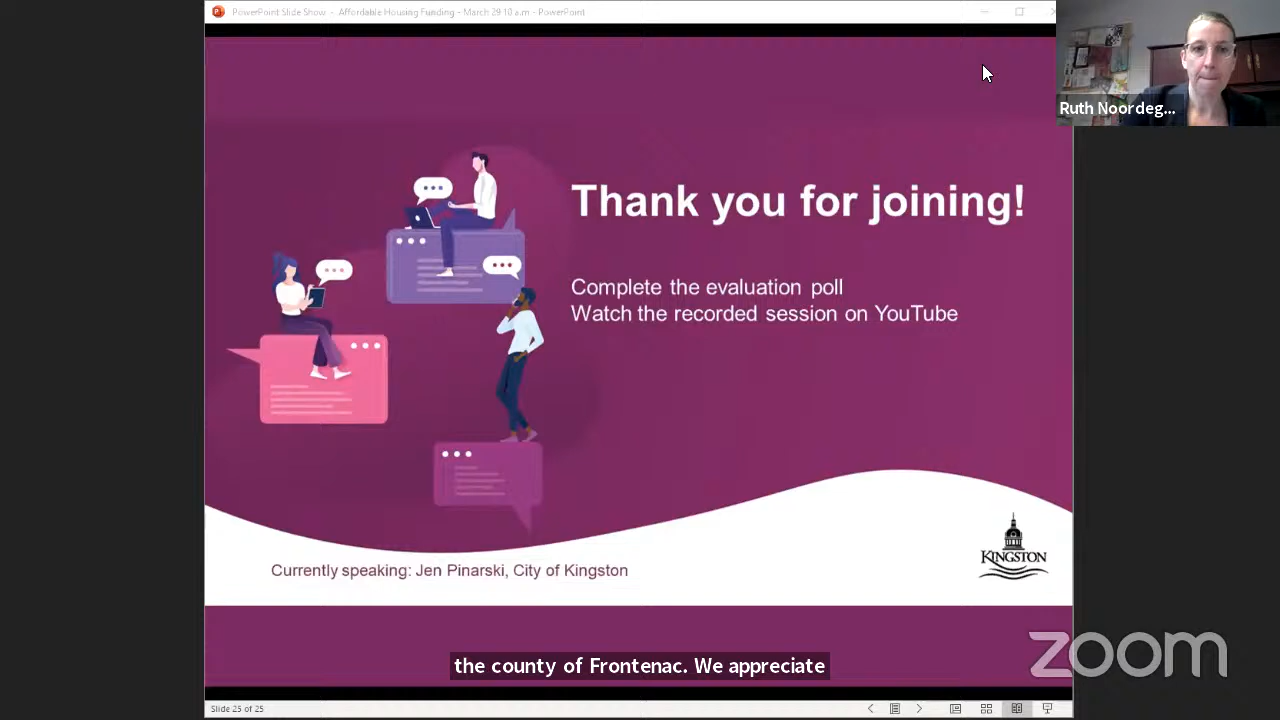 PowerPoint Slide Show - Affordable Housing Funding - March 29 10 a.m - PowerPoint
Ruth Noordeg...
Thank you for joining!
Complete the evaluation poll
Watch the recorded session on YouTube
KINGSTON
Currently speaking: Jen Pinarski, City of Kingston
the county of Frontenac. We appreciate
zoom
Slide 25 of 25